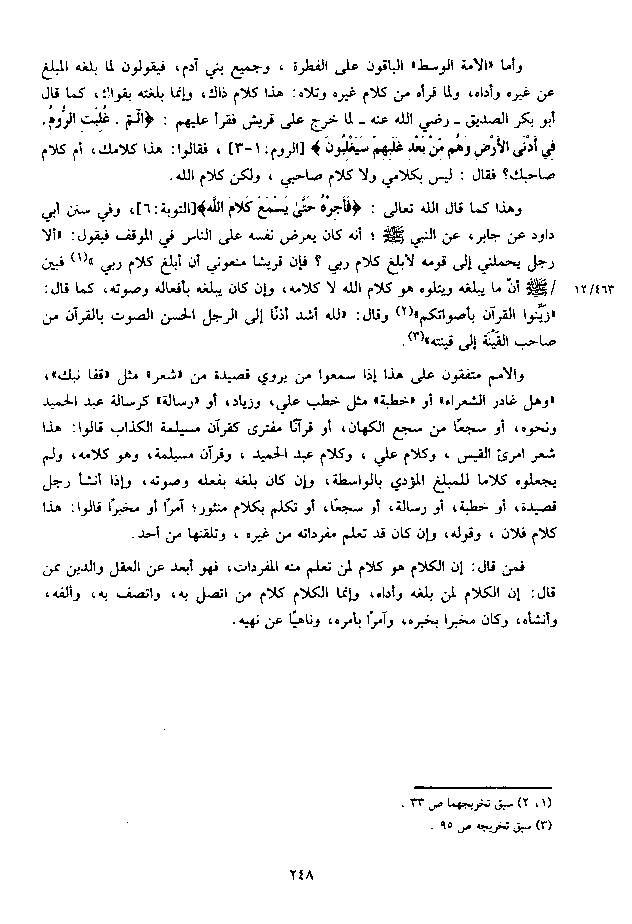 وأما «الأمة الوسط» الباقون على الفطرة ، وجميع بني آدم، فيقولون لما بلغه المبلغ
عن غيره وأداه، ولما قرأه من كلام غيره وتلاه: هذا كلام ذاك، وإنما بلغته بقواك؛ كما قال
أبو بكر الصديق ـ رضي الله عنه ـ لما خرج على قريش فقرأ عليهم : ﴿الٓمٓ . غُلِبَتِ الرُّومُ.
فِي أَدْنَى الأَرْضِ وَهُم مِّنْ بَعْدِ غَلَبِهِمْ سَيَغْلِبُونَ ﴾ [الروم: ١-٣] ، فقالوا: هذا كلامك، أم كلام
صاحبك؟ فقال : ليس بكلامي ولا كلام صاحبي ، ولكن كلام الله.
وهذا كما قال الله تعالى : ﴿فَأَجِرْهُ حَتَّىٰ يَسْمَعَ كَلامَ اللَّهِ﴾[التوبة: ٦]، وفي سنن أبي
داود عن جابر، عن النبي ﷺ ؛ أنه كان يعرض نفسه على الناس في الموقف فيقول: «ألا
رجل يحملني إلى قومه لأبلغ كلام ربي ؟ فإن قريشا منعوني أن أبلغ كلام ربي »(١) فبين
١٢/٤٦٣ /ﷺ أنّ ما يبلغه ويتلوه هو كلام الله لا كلامه، وإن كان يبلغه بأفعاله وصوته، كما قال:
«زيِّنوا القرآن بأصواتكم»(٢) وقال: «لله أشد أذنًا إلى الرجل الحسن الصوت بالقرآن من
صاحب القَيْنَة إلى قينته»(٣).
والأمم متفقون على هذا إذا سمعوا من يروي قصيدة من «شعر» مثل «قفا نبك»،
«وهل غادر الشعراء» أو «خطبة» مثل خطب علي، وزياد، أو «رسالة» كرسالة عبد الحميد
ونحوه، أو سجعًا من سجع الكهان، أو قرآنًا مفترى كقرآن مسيلمة الكذاب قالوا: هذا
شعر امرئ القيس ، وكلام علي ، وكلام عبد الحميد ، وقرآن مسيلمة، وهو كلامه، ولم
يجعلوه كلاما للمبلغ المؤدي بالواسطة، وإن كان بلغه بفعله وصوته، وإذا أنشأ رجل
قصيدة، أو خطبة، أو رسالة، أو سجعًا، أو تكلم بكلام منثور؛ آمرًا أو مخبرًا قالوا: هذا
كلام فلان ، وقوله، وإن كان قد تعلم مفرداته من غيره ، وتلقنها من أحد.
فمن قال: إن الكلام هو كلام لمن تعلم منه المفردات، فهو أبعد عن العقل والدين ممن
قال: إن الكلام لمن بلغه وأداه، وإنما الكلام كلام من اتصل به، واتصف به، وألفه،
وأنشأه، وكان مخبرا بخبره، وآمرًا بأمره، وناهيًا عن نهيه.
(١، ٢) سبق تخريجهما ص ٣٣ .
(٣) سبق تخريجه ص ٩٥ .
٢٤٨